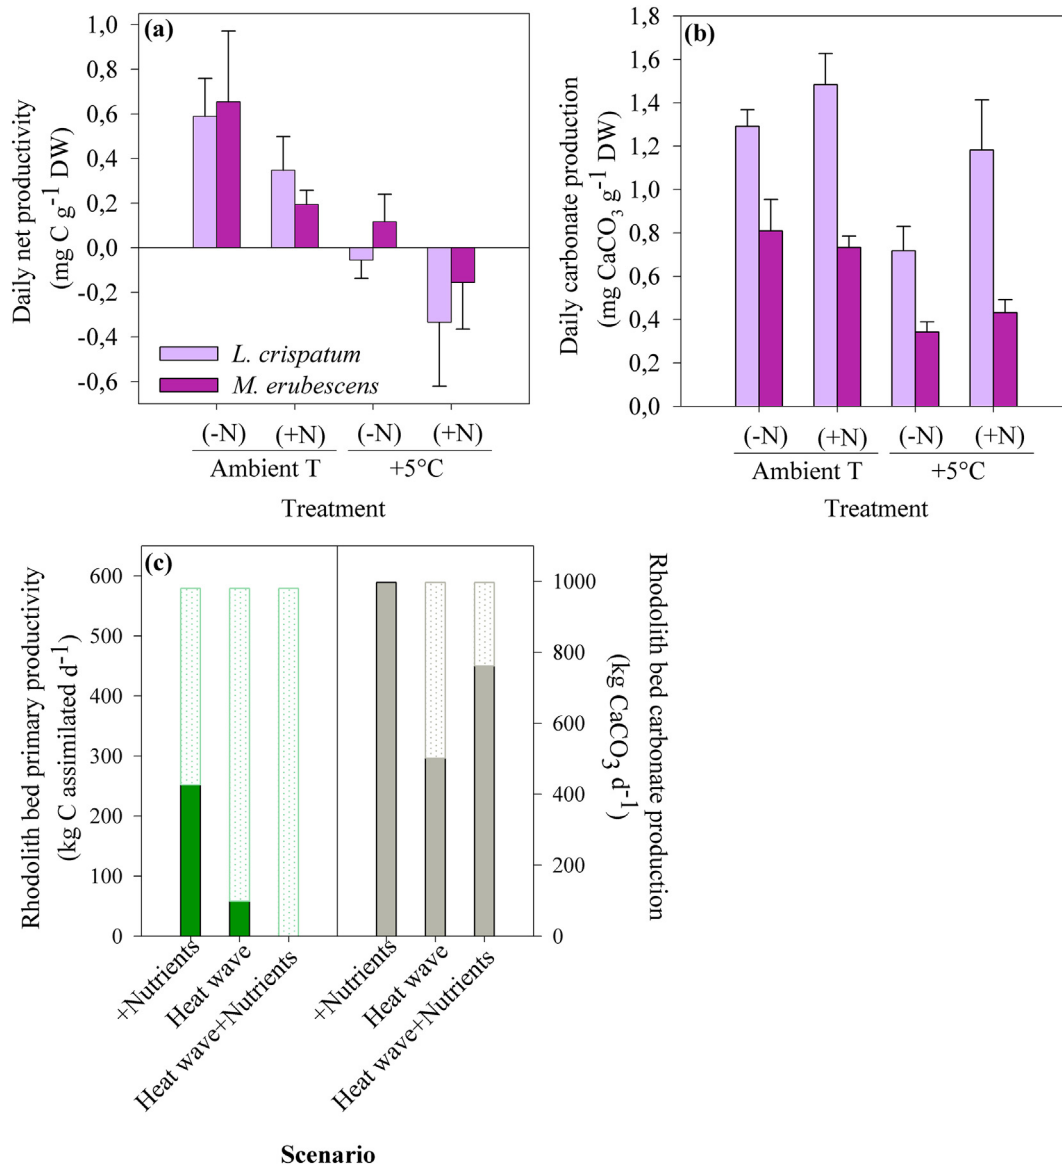 (a)
Daily net productivity
(mg C g⁻¹ DW)
1,0
0,8
0,6
0,4
0,2
0,0
-0,2
-0,4
-0,6
L. crispatum
M. erubescens
(-N) (+N) (-N) (+N)
Ambient T +5°C
Treatment
(b)
Daily carbonate production
(mg CaCO₃ g⁻¹ DW)
1,8
1,6
1,4
1,2
1,0
0,8
0,6
0,4
0,2
0,0
(-N) (+N) (-N) (+N)
Ambient T +5°C
Treatment
(c)
Rhodolith bed primary productivity
(kg C assimilated d⁻¹)
600
500
400
300
200
100
0
1000
800
600
400
200
0
Rhodolith bed carbonate production
(kg CaCO₃ d⁻¹)
+Nutrients
Heat wave
Heat wave+Nutrients
+Nutrients
Heat wave
Heat wave+Nutrients
Scenario